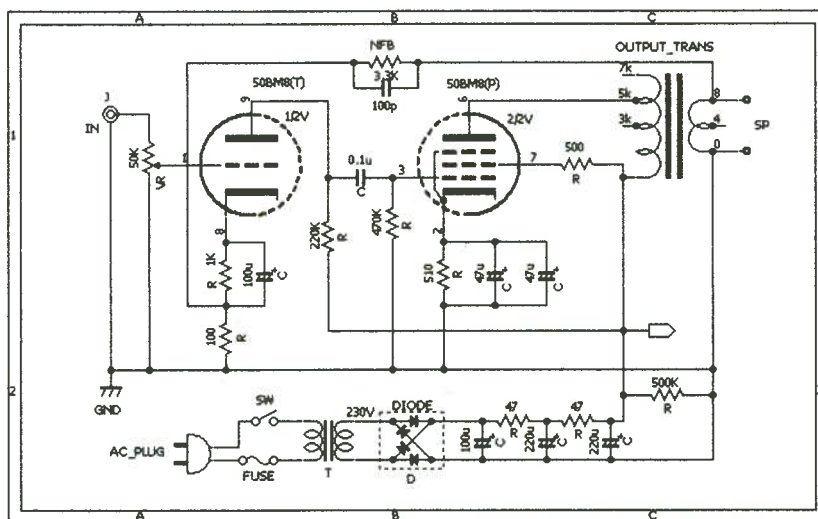 A B C
NFB
3.3K
100p
OUTPUT_TRANS
7k
5k
3k
8
4
0
SP
50BM8(T)
9
1/2V
50BM8(P)
6
2/2V
J
IN
1
1
50K
VR
1
0.1u
C
3
7
500
R
220K
R
470K
R
8
1K
R
100u
C
2
510
R
47u
C
47u
C
100
R
2
2
GND
SW
230V
DIODE
47
R
47
R
500K
R
AC_PLUG
FUSE
T
D
100u
C
220u
C
220u
C
A B C